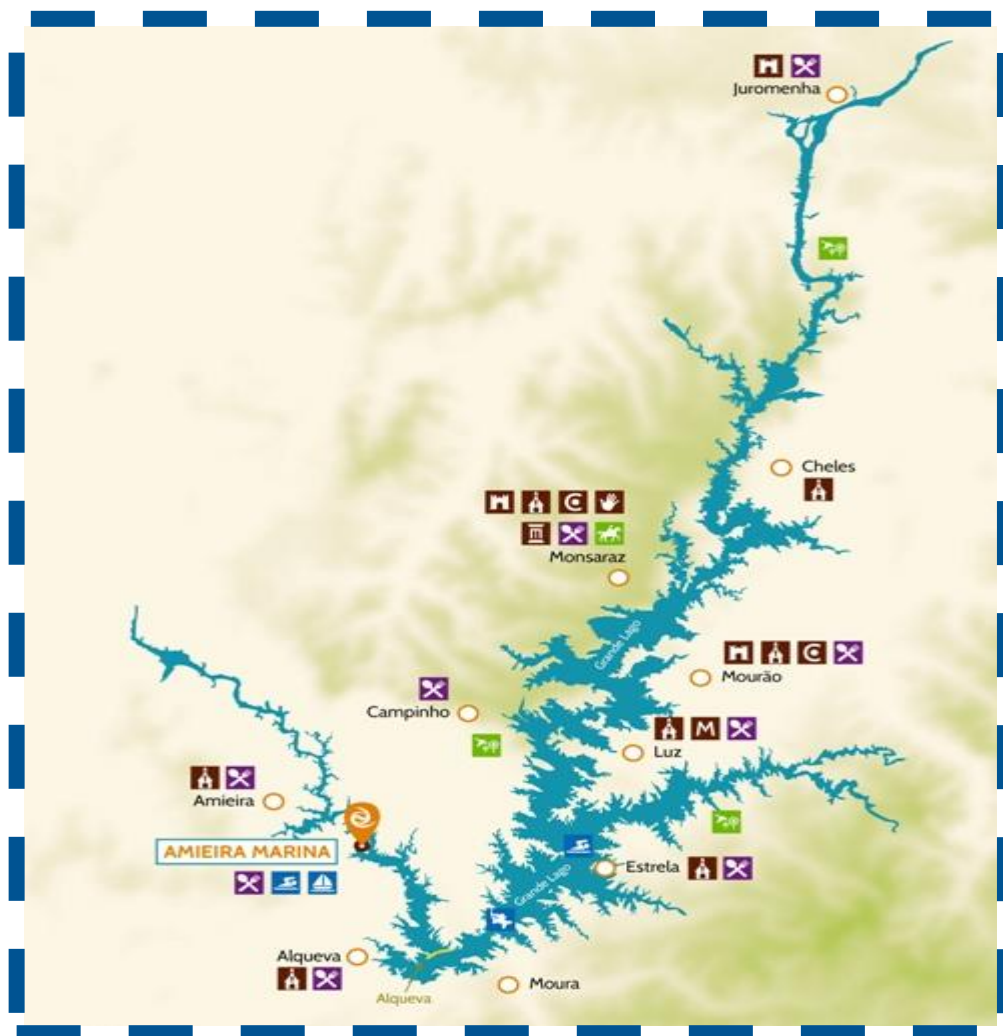 Juromenha
Cheles
Monsaraz
Grande Lago
Mourão
Campinho
Luz
Amieira
AMIEIRA MARINA
Estrela
Grande Lago
Alqueva
Moura
Alqueva
M